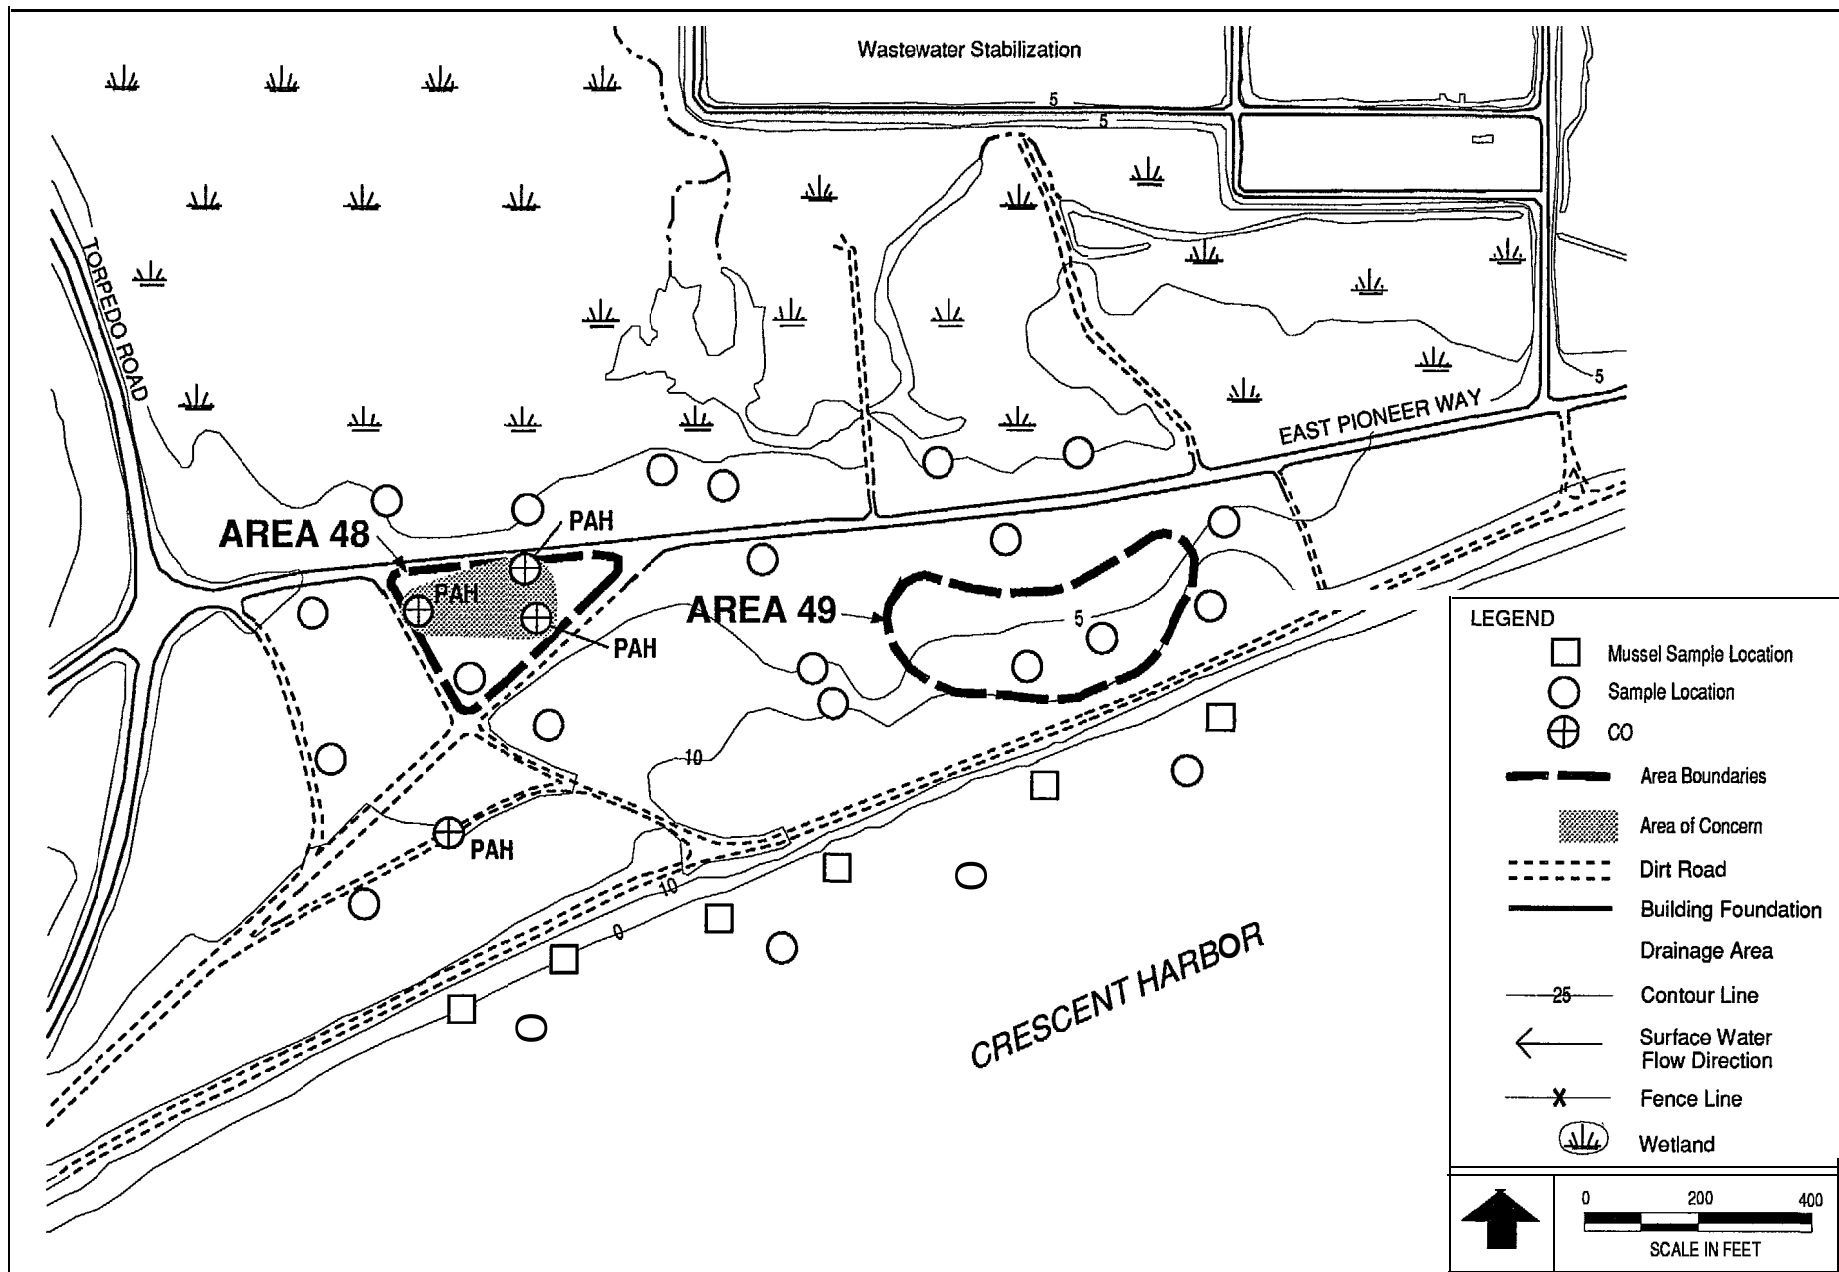 Wastewater Stabilization
5
5
TORPEDO ROAD
5
EAST PIONEER WAY
AREA 48
PAH
PAH
PAH
AREA 49
5
10
PAH
10
0
CRESCENT HARBOR
LEGEND
Mussel Sample Location
Sample Location
CO
Area Boundaries
Area of Concern
Dirt Road
Building Foundation
Drainage Area
25
Contour Line
Surface Water
Flow Direction
X
Fence Line
Wetland
0 200 400
SCALE IN FEET